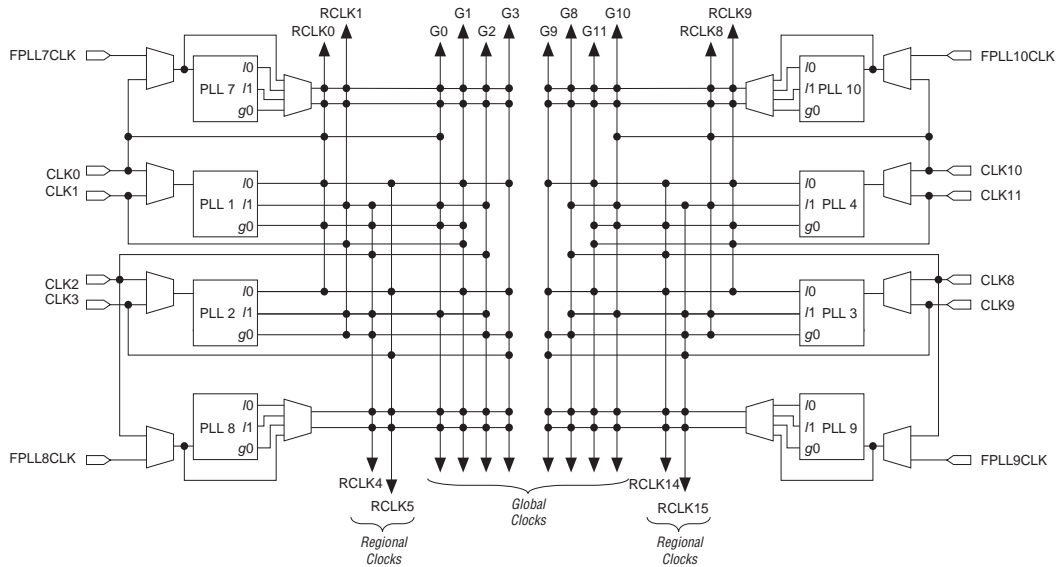 RCLK1
G1
G3
G8
G10
RCLK9
RCLK0
G0
G2
G9
G11
RCLK8
FPLL7CLK
l0
PLL 7
l1
g0
l0
l1 PLL 10
g0
FPLL10CLK
CLK0
CLK1
l0
PLL 1 l1
g0
l0
l1 PLL 4
g0
CLK10
CLK11
CLK2
CLK3
l0
PLL 2 l1
g0
l0
l1 PLL 3
g0
CLK8
CLK9
l0
PLL 8 l1
g0
l0
l1 PLL 9
g0
FPLL8CLK
FPLL9CLK
RCLK4
RCLK5
Regional
Clocks
Global
Clocks
RCLK14
RCLK15
Regional
Clocks